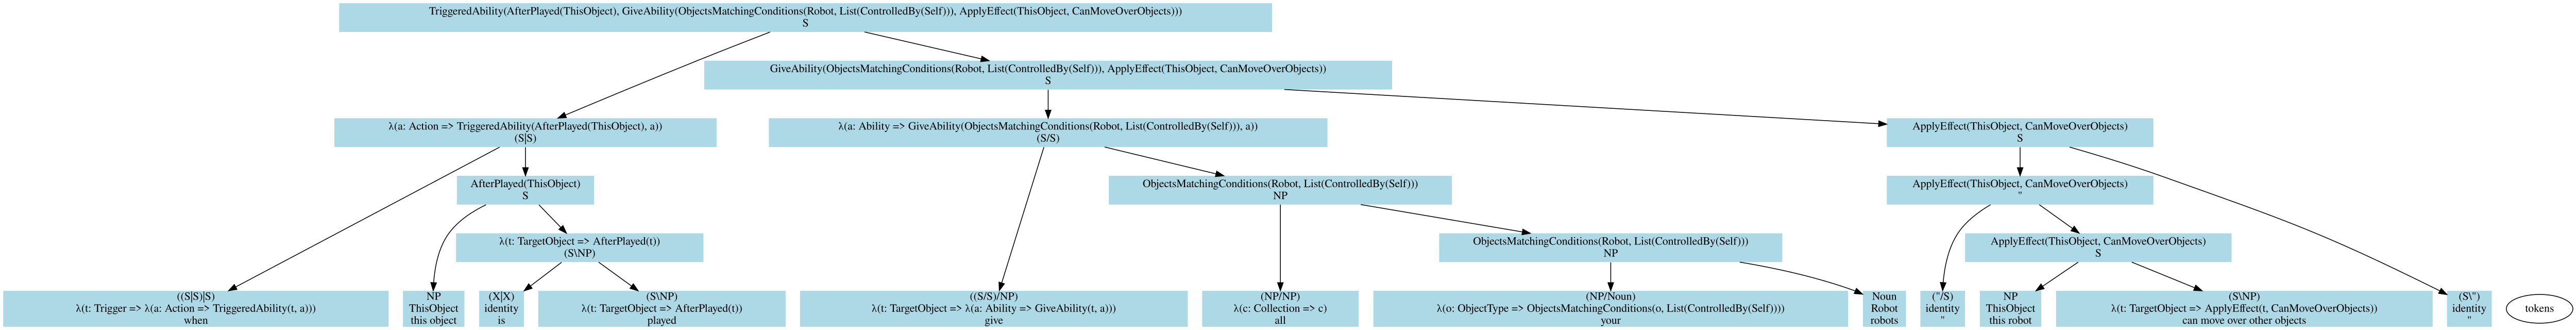 TriggeredAbility(AfterPlayed(ThisObject), GiveAbility(ObjectsMatchingConditions(Robot, List(ControlledBy(Self))), ApplyEffect(ThisObject, CanMoveOverObjects)))
S
GiveAbility(ObjectsMatchingConditions(Robot, List(ControlledBy(Self))), ApplyEffect(ThisObject, CanMoveOverObjects))
S
λ(a: Action => TriggeredAbility(AfterPlayed(ThisObject), a))
(S|S)
λ(a: Ability => GiveAbility(ObjectsMatchingConditions(Robot, List(ControlledBy(Self))), a))
(S/S)
ApplyEffect(ThisObject, CanMoveOverObjects)
S
AfterPlayed(ThisObject)
S
ObjectsMatchingConditions(Robot, List(ControlledBy(Self)))
NP
ApplyEffect(ThisObject, CanMoveOverObjects)
"
λ(t: TargetObject => AfterPlayed(t))
(S\NP)
ObjectsMatchingConditions(Robot, List(ControlledBy(Self)))
NP
ApplyEffect(ThisObject, CanMoveOverObjects)
S
((S|S)|S)
λ(t: Trigger => λ(a: Action => TriggeredAbility(t, a)))
when
NP
ThisObject
this object
(X|X)
identity
is
(S\NP)
λ(t: TargetObject => AfterPlayed(t))
played
((S/S)/NP)
λ(t: TargetObject => λ(a: Ability => GiveAbility(t, a)))
give
(NP/NP)
λ(c: Collection => c)
all
(NP/Noun)
λ(o: ObjectType => ObjectsMatchingConditions(o, List(ControlledBy(Self))))
your
Noun
Robot
robots
("/S)
identity
"
NP
ThisObject
this robot
(S\NP)
λ(t: TargetObject => ApplyEffect(t, CanMoveOverObjects))
can move over other objects
(S\")
identity
"
tokens